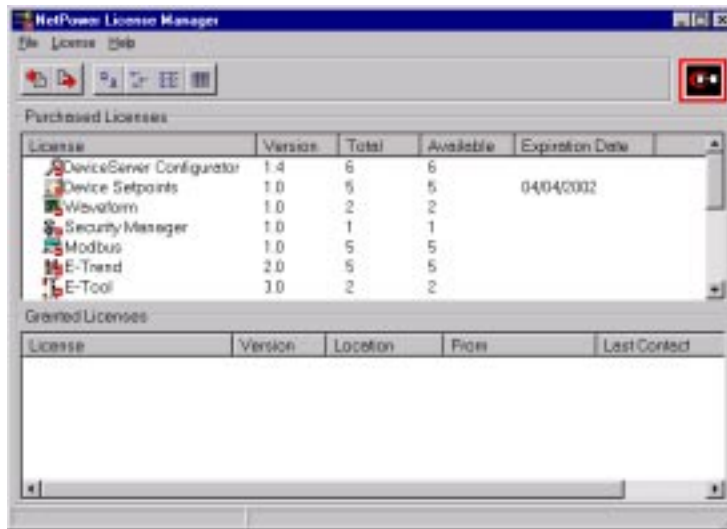 NetPower License Manager
File License Help
Purchased Licenses
License Version Total Available Expiration Date
DeviceServer Configurator 1.4 6 6
Device Setpoints 1.0 5 5 04/04/2002
Waveform 1.0 2 2
Security Manager 1.0 1 1
Modbus 1.0 5 5
E-Trend 2.0 5 5
E-Tool 3.0 2 2
Granted Licenses
License Version Location From Last Contact